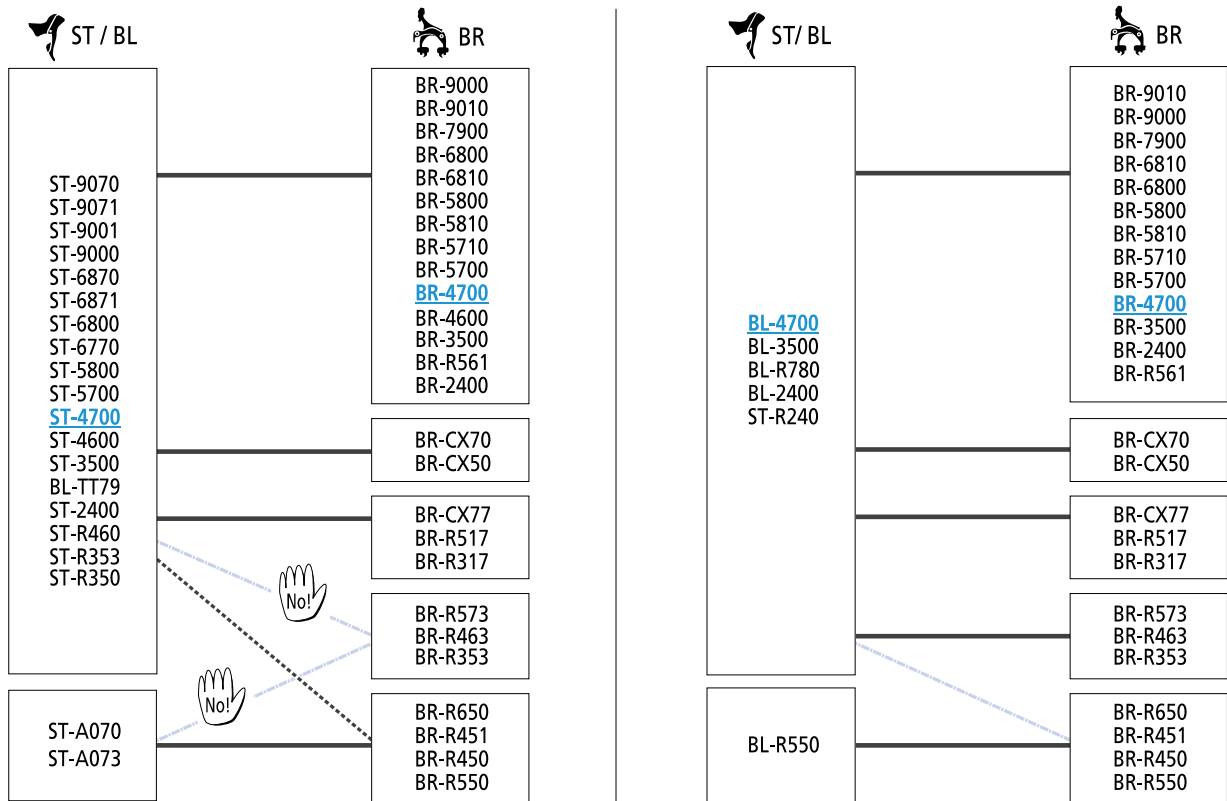 ST / BL
BR
ST-9070
ST-9071
ST-9001
ST-9000
ST-6870
ST-6871
ST-6800
ST-6770
ST-5800
ST-5700
ST-4700
ST-4600
ST-3500
BL-TT79
ST-2400
ST-R460
ST-R353
ST-R350
ST-A070
ST-A073
No!
No!
BR-9000
BR-9010
BR-7900
BR-6800
BR-6810
BR-5800
BR-5810
BR-5710
BR-5700
BR-4700
BR-4600
BR-3500
BR-R561
BR-2400
BR-CX70
BR-CX50
BR-CX77
BR-R517
BR-R317
BR-R573
BR-R463
BR-R353
BR-R650
BR-R451
BR-R450
BR-R550
ST/ BL
BR
BL-4700
BL-3500
BL-R780
BL-2400
ST-R240
BL-R550
BR-9010
BR-9000
BR-7900
BR-6810
BR-6800
BR-5800
BR-5810
BR-5710
BR-5700
BR-4700
BR-3500
BR-2400
BR-R561
BR-CX70
BR-CX50
BR-CX77
BR-R517
BR-R317
BR-R573
BR-R463
BR-R353
BR-R650
BR-R451
BR-R450
BR-R550